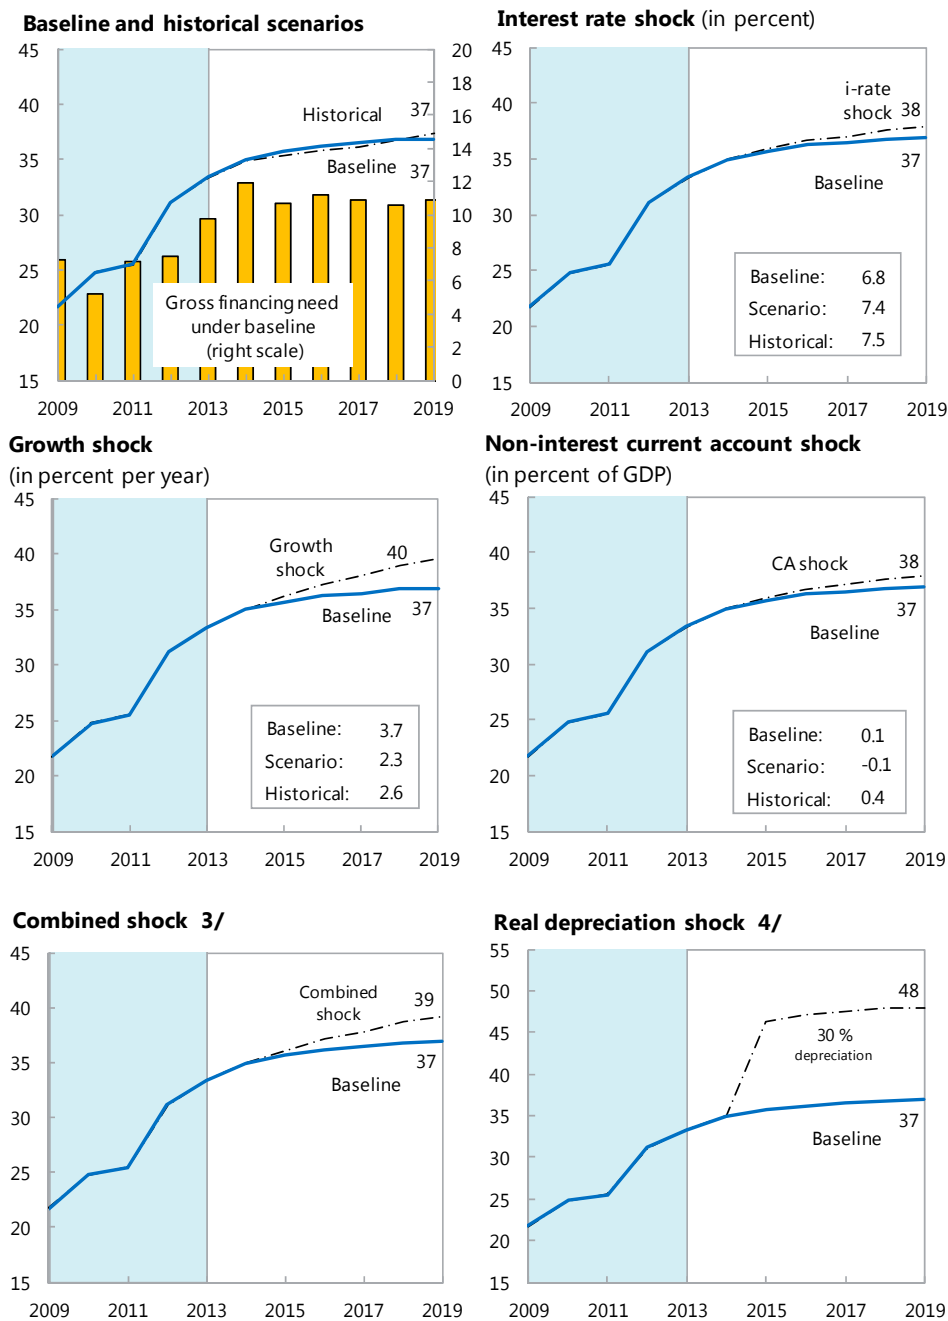 Baseline and historical scenarios
45
40
35
30
25
20
15
20
18
16
14
12
10
8
6
4
2
0
Historical
37
Baseline
37
Gross financing need
under baseline
(right scale)
2009 2011 2013 2015 2017 2019
Interest rate shock (in percent)
45
40
35
30
25
20
15
i-rate
shock
38
37
Baseline
Baseline: 6.8
Scenario: 7.4
Historical: 7.5
2009 2011 2013 2015 2017 2019
Growth shock
(in percent per year)
45
40
35
30
25
20
15
Growth
shock
40
Baseline
37
Baseline: 3.7
Scenario: 2.3
Historical: 2.6
2009 2011 2013 2015 2017 2019
Non-interest current account shock
(in percent of GDP)
45
40
35
30
25
20
15
CA shock
38
37
Baseline
Baseline: 0.1
Scenario: -0.1
Historical: 0.4
2009 2011 2013 2015 2017 2019
Combined shock 3/
45
40
35
30
25
20
15
Combined
shock
39
37
Baseline
2009 2011 2013 2015 2017 2019
Real depreciation shock 4/
55
50
45
40
35
30
25
20
15
48
30 %
depreciation
37
Baseline
2009 2011 2013 2015 2017 2019